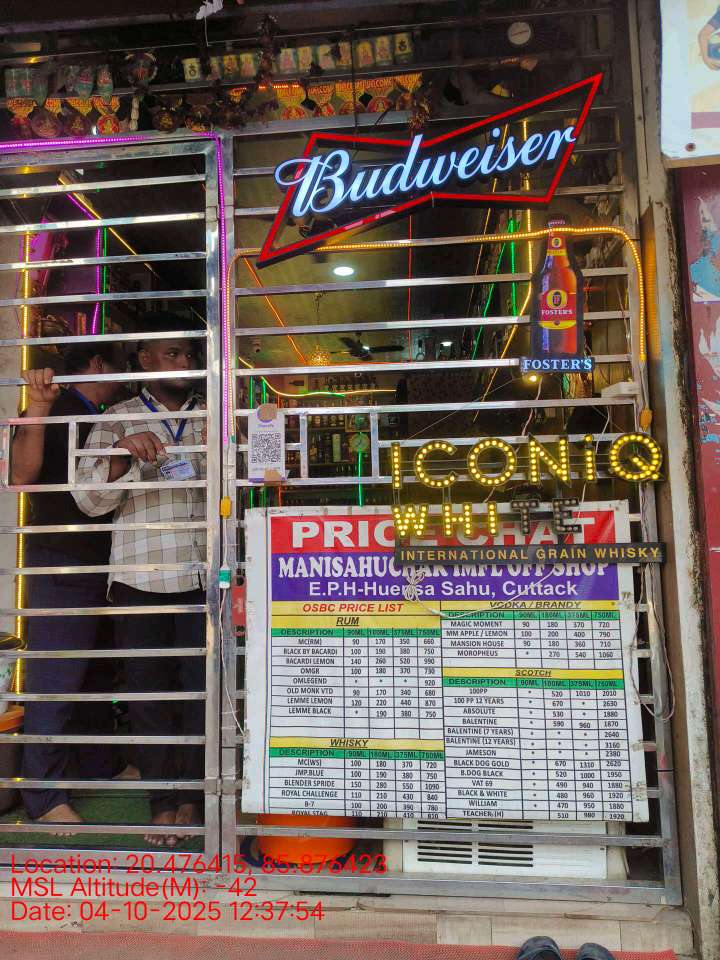 Budweiser
FOSTER'S
FOSTER'S
ICONiQ
WHITE
INTERNATIONAL GRAIN WHISKY
PRICE CHAT
MANISAHUCHAK IMFL OFF SHOP
E.P.H-Huensa Sahu, Cuttack
OSBC PRICE LIST
RUM
DESCRIPTION 90ML 180ML 375ML 750ML
MC(RM) 90 170 350 660
BLACK BY BACARDI 100 190 380 750
BACARDI LEMON 140 260 520 990
OMGR 100 180 370 730
OMLEGEND * * * 920
OLD MONK VTD 90 170 340 680
LEMME LEMON 120 220 440 870
LEMME BLACK * 190 380 750
WHISKY
DESCRIPTION 90ML 180ML 375ML 750ML
MC(WS) 100 180 370 720
JMP.BLUE 100 190 380 750
BLENDER SPRIDE 150 280 550 1090
ROYAL CHALLENGE 110 210 430 840
B-7 100 200 390 780
ROYAL STAG 110 210 410 820
VODKA / BRANDY
DESCRIPTION 90ML 180ML 375ML 750ML
MAGIC MOMENT 90 180 370 720
MM APPLE / LEMON 100 200 400 790
MANSION HOUSE 90 180 360 710
MOROPHEUS * 270 540 1060
SCOTCH
DESCRIPTION 90ML 180ML 375ML 750ML
100PP * 520 1010 2010
100 PP 12 YEARS * 670 * 2630
ABSOLUTE * 530 * 1880
BALENTINE * 590 960 1870
BALENTINE (7 YEARS) * * * 2640
BALENTINE (12 YEARS) * * * 3160
JAMESON * * * 2380
BLACK DOG GOLD * 670 1310 2620
B.DOG BLACK * 520 1000 1950
VAT 69 * 490 940 1880
BLACK & WHITE * 480 960 1920
WILLIAM * 470 950 1880
TEACHER (H) * 510 980 1920
Location: 20.476415, 85.876423
MSL Altitude(M): -42
Date: 04-10-2025 12:37:54